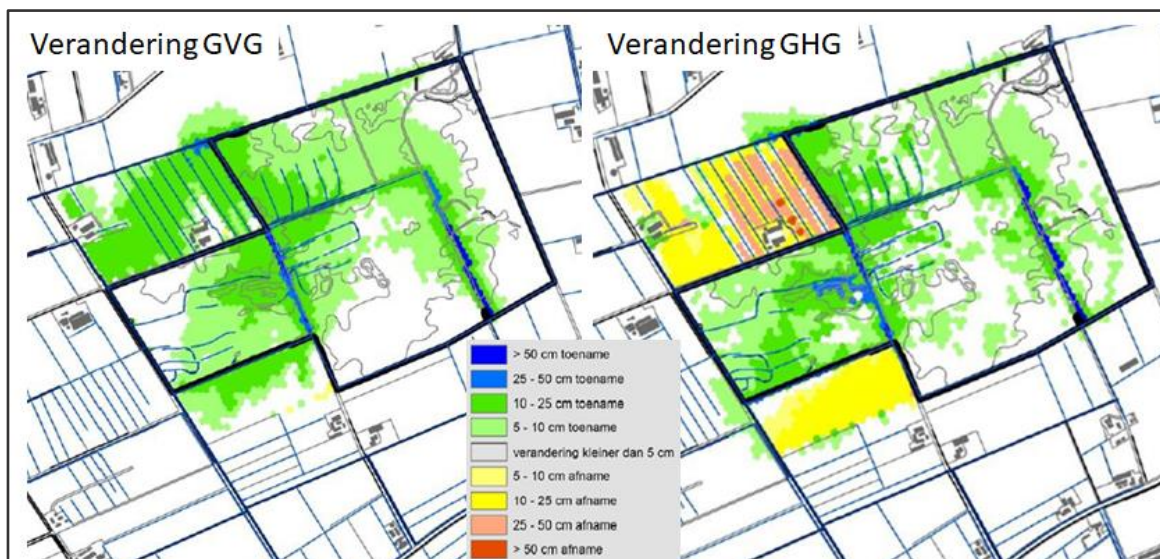 Verandering GVG
Verandering GHG
> 50 cm toename
25 - 50 cm toename
10 - 25 cm toename
5 - 10 cm toename
verandering kleiner dan 5 cm
5 - 10 cm afname
10 - 25 cm afname
25 - 50 cm afname
> 50 cm afname